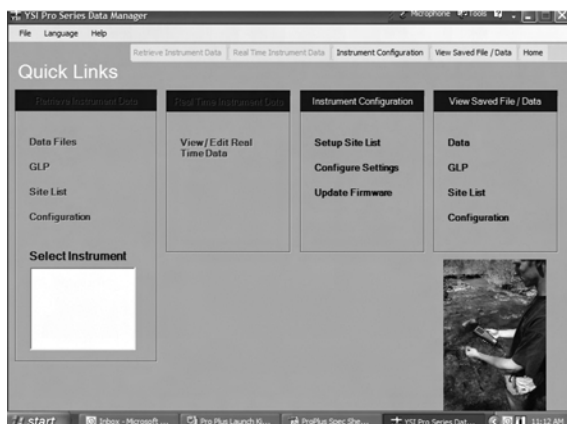 YSI Pro Series Data Manager
Microphone Tools
File Language Help
Retrieve Instrument Data Real Time Instrument Data Instrument Configuration View Saved File / Data Home
Quick Links
Retrieve Instrument Data Real Time Instrument Data Instrument Configuration View Saved File / Data
Data Files View / Edit Real Time Data Setup Site List Data
GLP Configure Settings GLP
Site List Update Firmware Site List
Configuration Configuration
Select Instrument
start Inbox - Microsoft ... Pro Plus Launch Ki... ProPlus Spec She... YSI Pro Series Dat... 11:12 AM